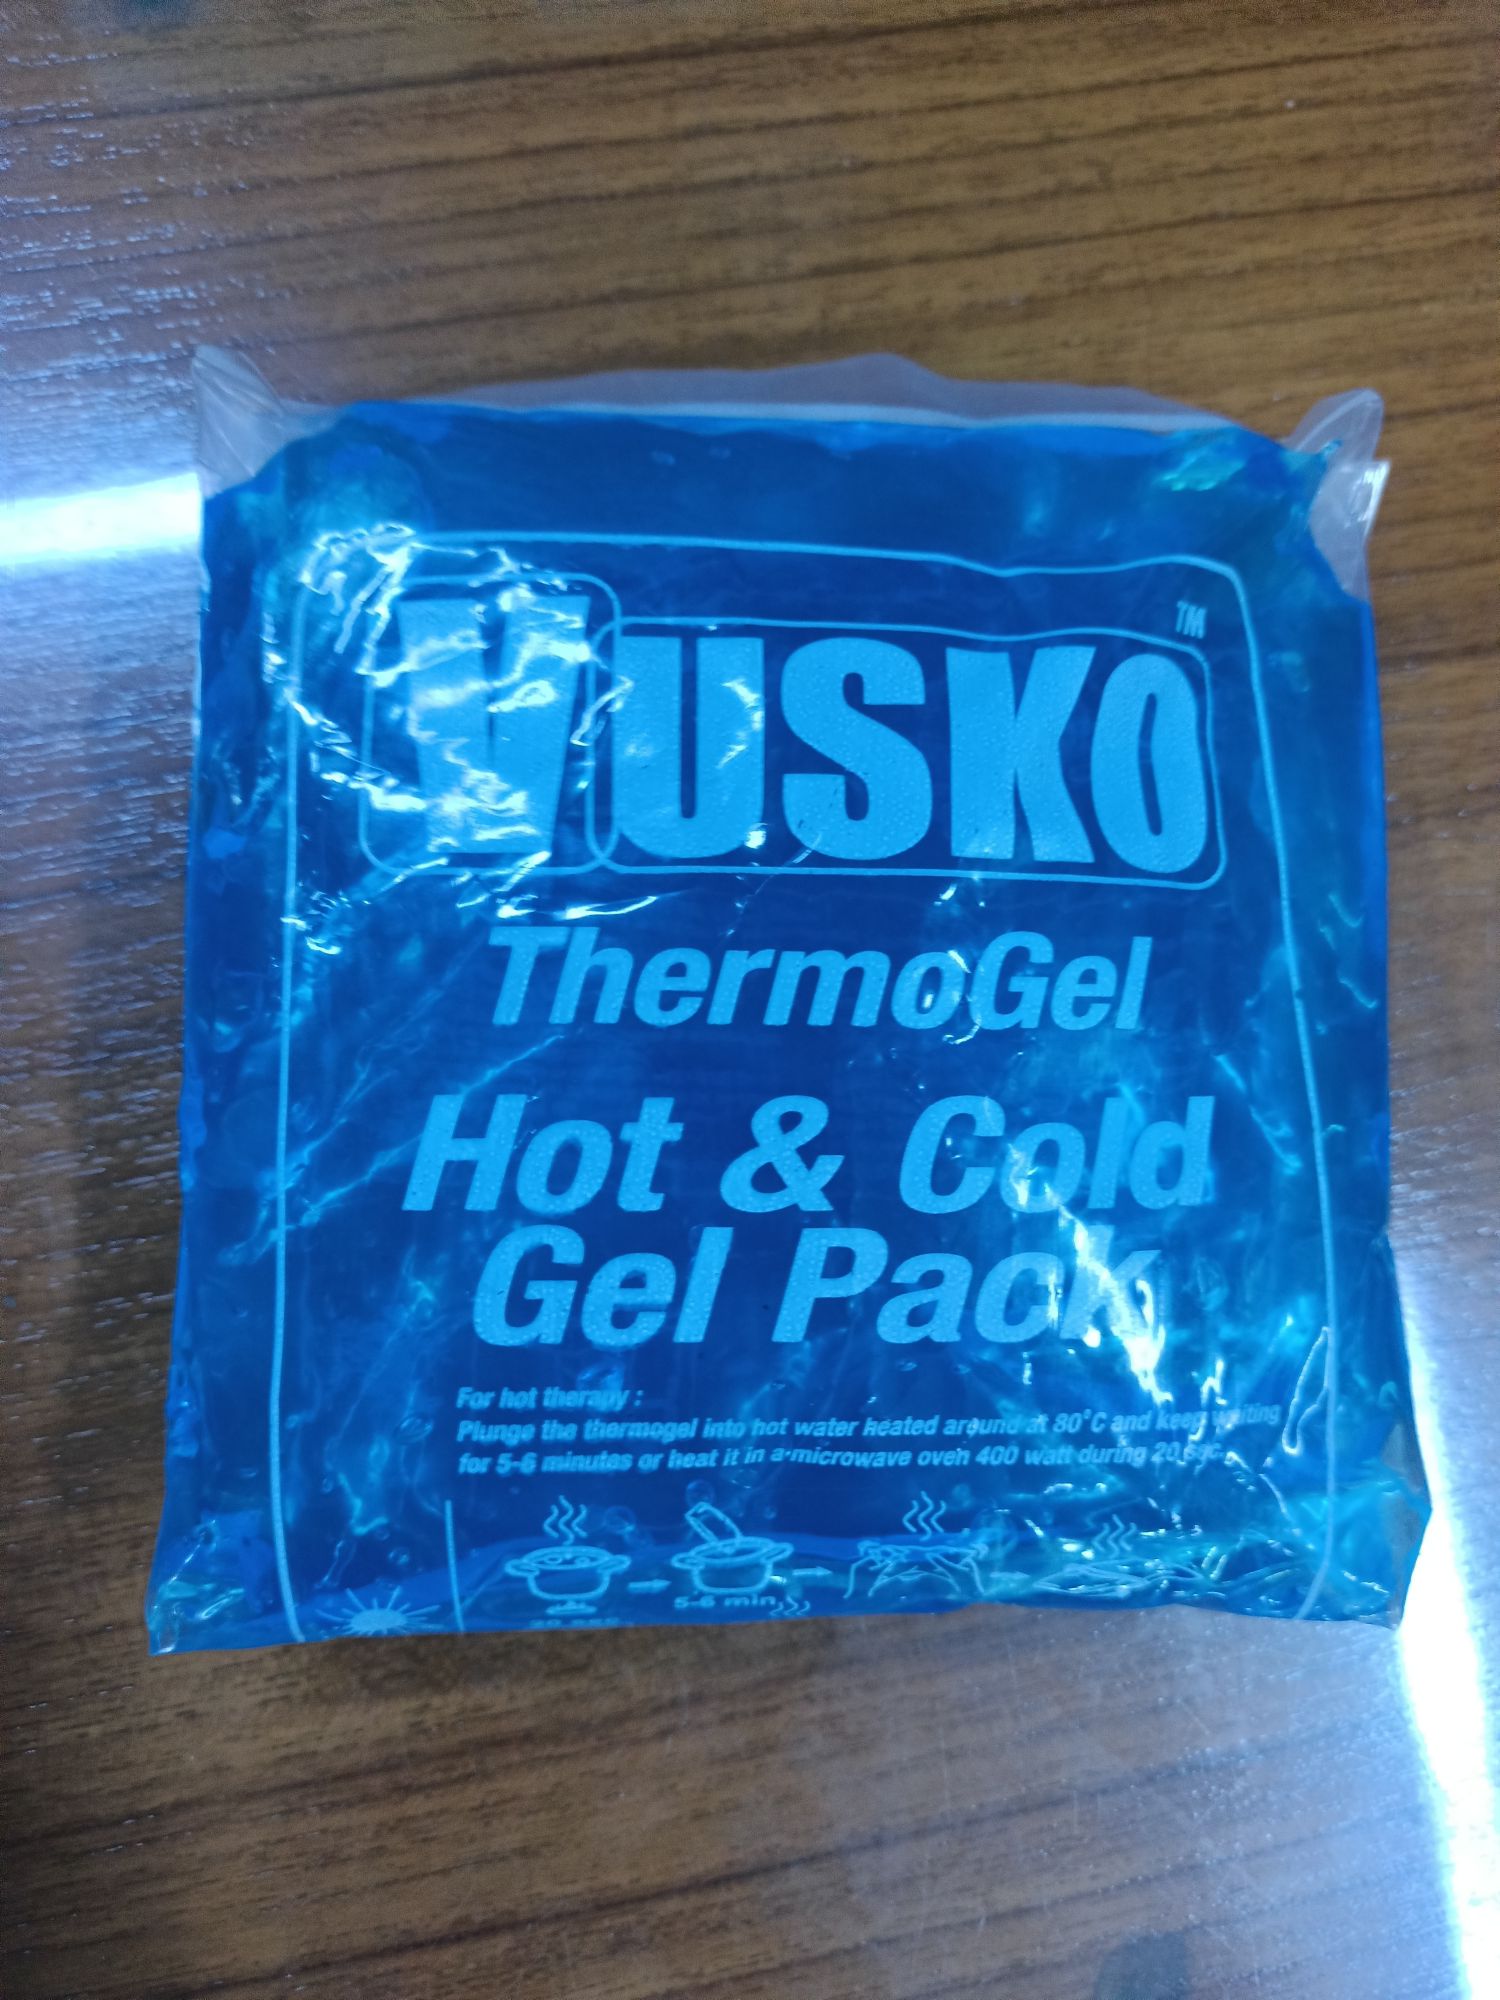 VUSKO™
ThermoGel
Hot & Cold
Gel Pack
For hot therapy :
Plunge the thermogel into hot water heated around at 80°C and keep waiting
for 5-6 minutes or heat it in a microwave oven 400 watt during 20 sec.
5-6 min.